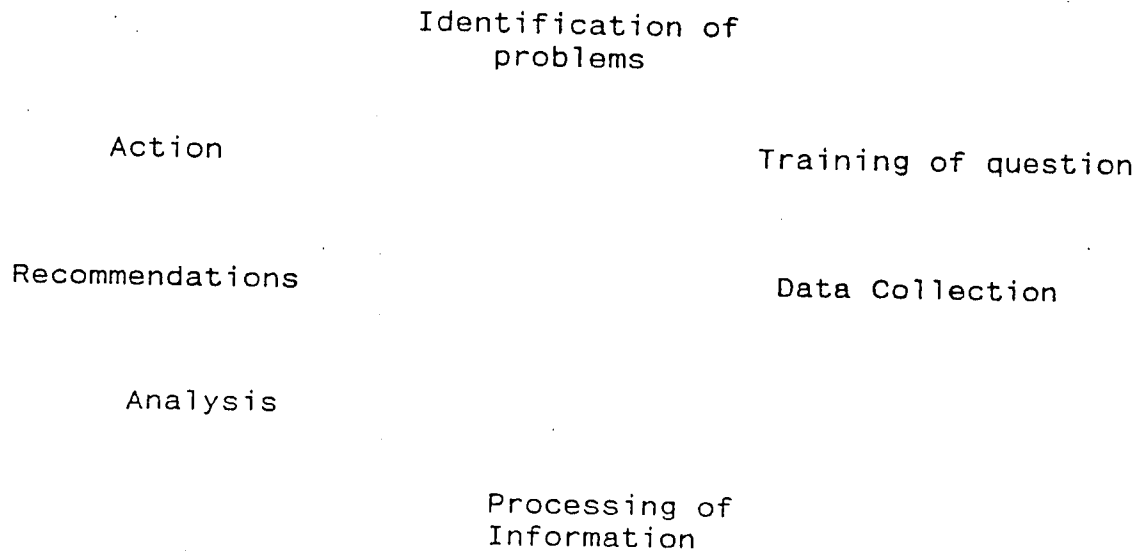 Identification of
problems
Action
Training of question
Recommendations
Data Collection
Analysis
Processing of
Information